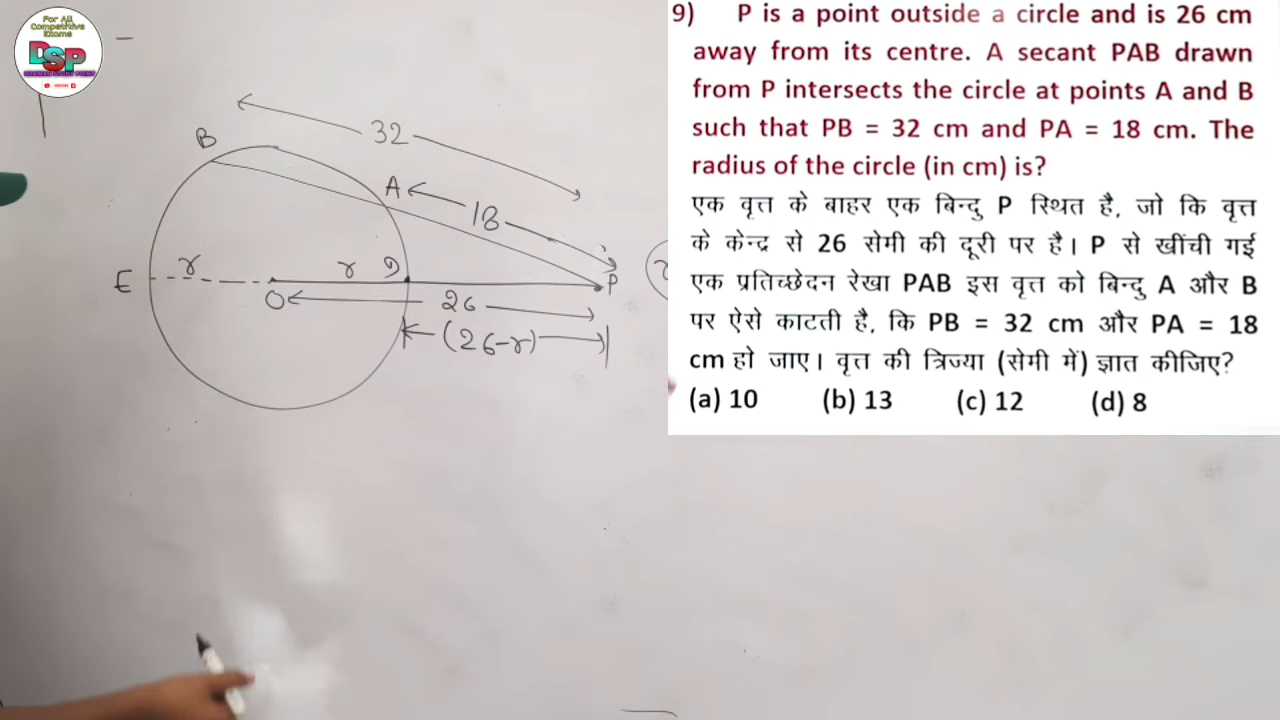 For All
Competitive
Exams
DSP
B
32
A
18
E
r
r
9
P
O
26
(26-r)
9) P is a point outside a circle and is 26 cm
away from its centre. A secant PAB drawn
from P intersects the circle at points A and B
such that PB = 32 cm and PA = 18 cm. The
radius of the circle (in cm) is?
एक वृत्त के बाहर एक बिन्दु P स्थित है, जो कि वृत्त
के केन्द्र से 26 सेमी की दूरी पर है। P से खींची गई
एक प्रतिच्छेदन रेखा PAB इस वृत्त को बिन्दु A और B
पर ऐसे काटती है, कि PB = 32 cm और PA = 18
cm हो जाए। वृत्त की त्रिज्या (सेमी में) ज्ञात कीजिए?
(a) 10 (b) 13 (c) 12 (d) 8